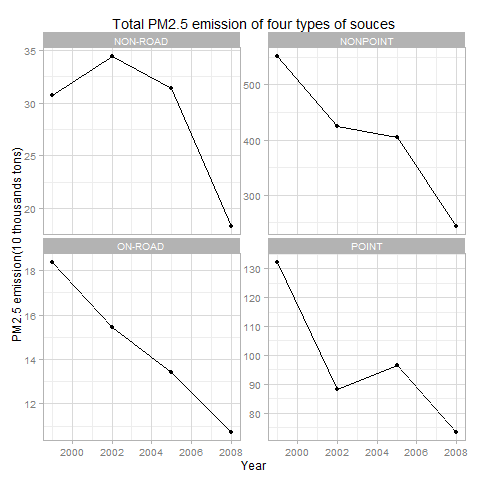 Total PM2.5 emission of four types of souces
NON-ROAD
NONPOINT
35
30
25
20
500
400
300
ON-ROAD
POINT
18
16
14
12
130
120
110
100
90
80
2000 2002 2004 2006 2008
2000 2002 2004 2006 2008
PM2.5 emission(10 thousands tons)
Year